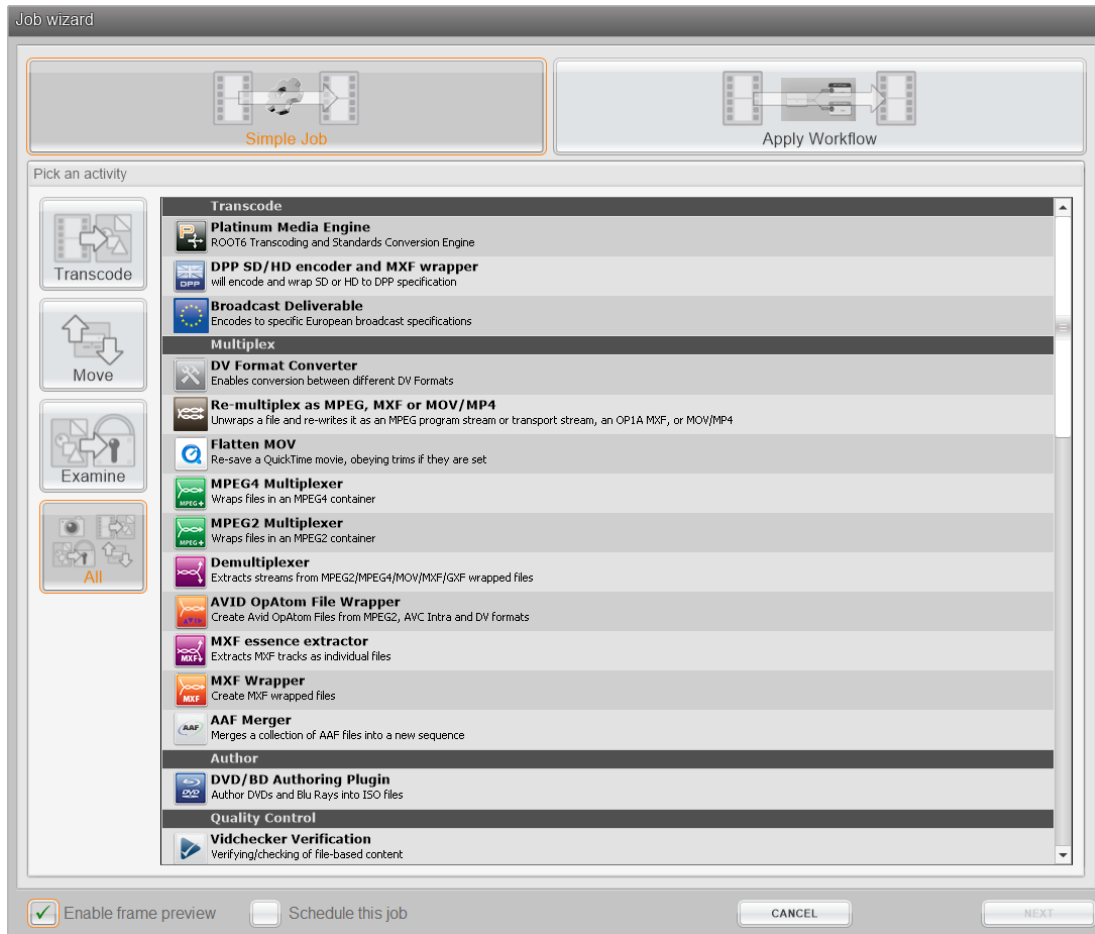 Job wizard
Simple Job
Apply Workflow
Pick an activity
Transcode
Move
Examine
All
Transcode
Platinum Media Engine
ROOT6 Transcoding and Standards Conversion Engine
DPP
DPP SD/HD encoder and MXF wrapper
will encode and wrap SD or HD to DPP specification
Broadcast Deliverable
Encodes to specific European broadcast specifications
Multiplex
DV Format Converter
Enables conversion between different DV Formats
Re-multiplex as MPEG, MXF or MOV/MP4
Unwraps a file and re-writes it as an MPEG program stream or transport stream, an OP1A MXF, or MOV/MP4
Flatten MOV
Re-save a QuickTime movie, obeying trims if they are set
MPEG+
MPEG4 Multiplexer
Wraps files in an MPEG4 container
MPEG+
MPEG2 Multiplexer
Wraps files in an MPEG2 container
Demultiplexer
Extracts streams from MPEG2/MPEG4/MOV/MXF/GXF wrapped files
AVID
AVID OpAtom File Wrapper
Create Avid OpAtom Files from MPEG2, AVC Intra and DV formats
MXF
MXF essence extractor
Extracts MXF tracks as individual files
MXF
MXF Wrapper
Create MXF wrapped files
AAF
AAF Merger
Merges a collection of AAF files into a new sequence
Author
DVD
DVD/BD Authoring Plugin
Author DVDs and Blu Rays into ISO files
Quality Control
Vidchecker Verification
Verifying/checking of file-based content
Enable frame preview
Schedule this job
CANCEL
NEXT